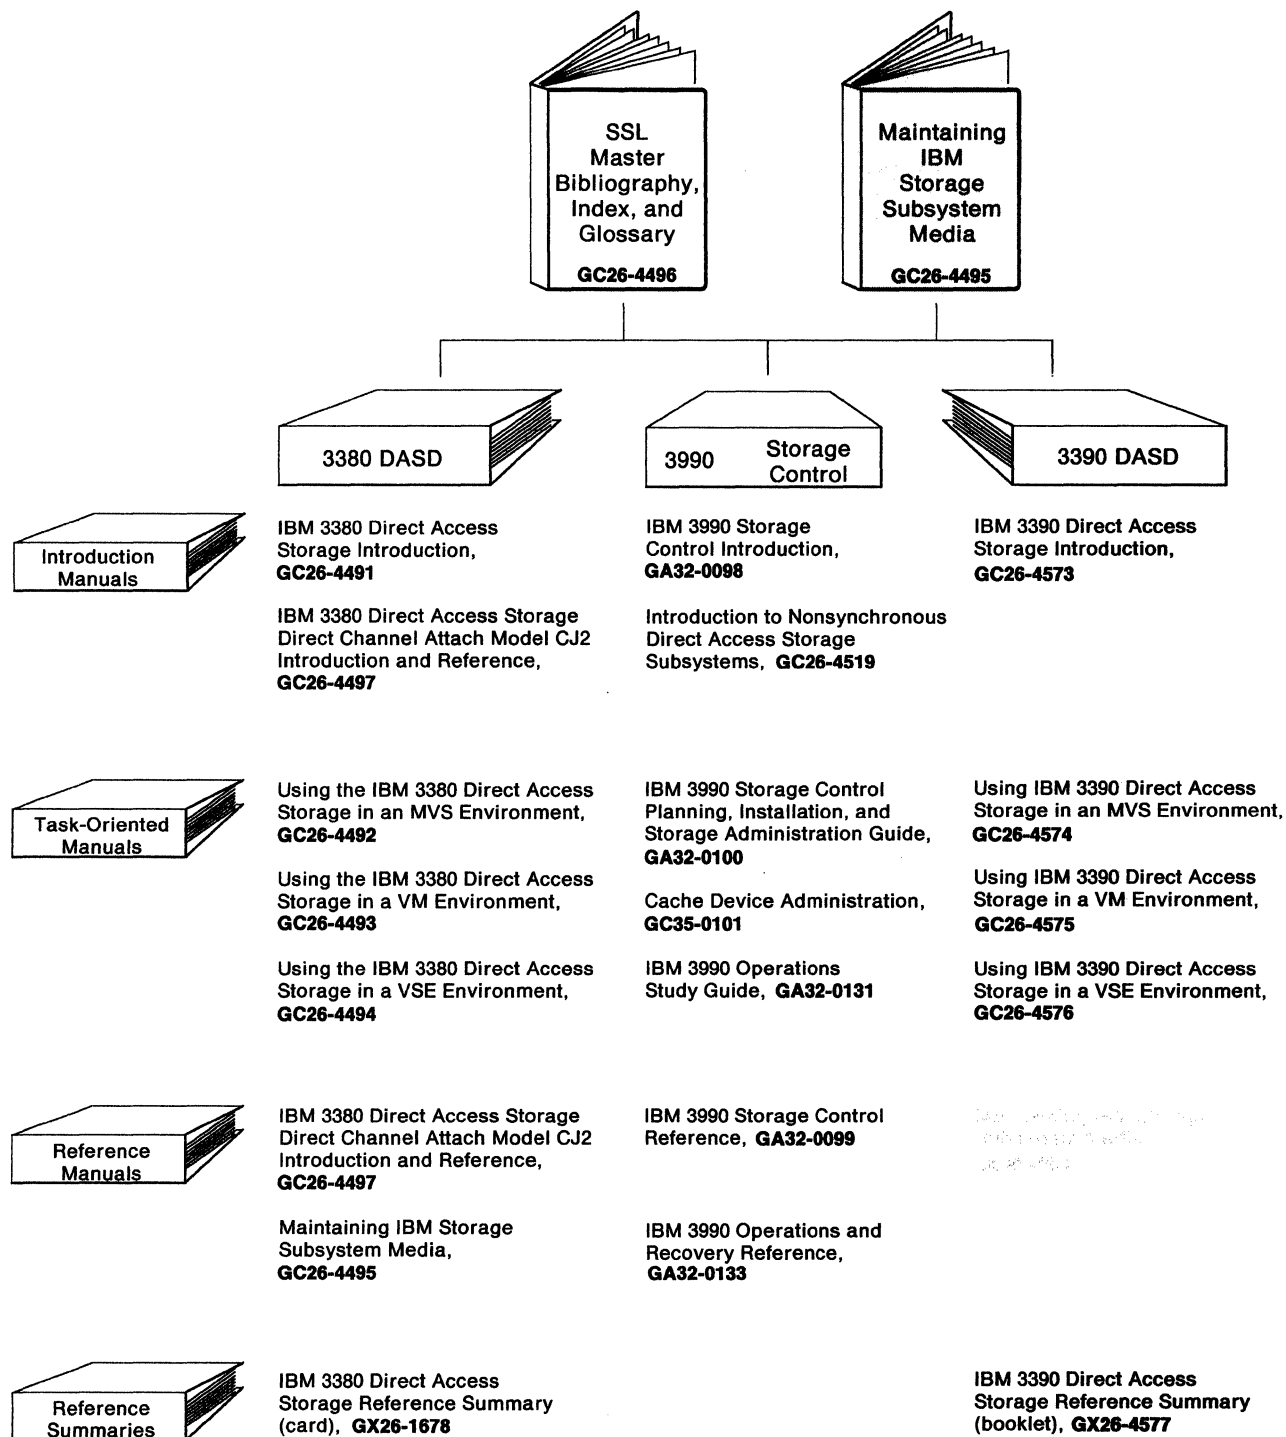 SSL
Master
Bibliography,
Index, and
Glossary
GC26-4496
Maintaining
IBM
Storage
Subsystem
Media
GC26-4495
3380 DASD
3990 Storage
Control
3390 DASD
Introduction
Manuals
IBM 3380 Direct Access
Storage Introduction,
GC26-4491
IBM 3380 Direct Access Storage
Direct Channel Attach Model CJ2
Introduction and Reference,
GC26-4497
IBM 3990 Storage
Control Introduction,
GA32-0098
Introduction to Nonsynchronous
Direct Access Storage
Subsystems, GC26-4519
IBM 3390 Direct Access
Storage Introduction,
GC26-4573
Task-Oriented
Manuals
Using the IBM 3380 Direct Access
Storage in an MVS Environment,
GC26-4492
Using the IBM 3380 Direct Access
Storage in a VM Environment,
GC26-4493
Using the IBM 3380 Direct Access
Storage in a VSE Environment,
GC26-4494
IBM 3990 Storage Control
Planning, Installation, and
Storage Administration Guide,
GA32-0100
Cache Device Administration,
GC35-0101
IBM 3990 Operations
Study Guide, GA32-0131
Using IBM 3390 Direct Access
Storage in an MVS Environment,
GC26-4574
Using IBM 3390 Direct Access
Storage in a VM Environment,
GC26-4575
Using IBM 3390 Direct Access
Storage in a VSE Environment,
GC26-4576
Reference
Manuals
IBM 3380 Direct Access Storage
Direct Channel Attach Model CJ2
Introduction and Reference,
GC26-4497
Maintaining IBM Storage
Subsystem Media,
GC26-4495
IBM 3990 Storage Control
Reference, GA32-0099
IBM 3990 Operations and
Recovery Reference,
GA32-0133
Reference
Summaries
IBM 3380 Direct Access
Storage Reference Summary
(card), GX26-1678
IBM 3390 Direct Access
Storage Reference Summary
(booklet), GX26-4577